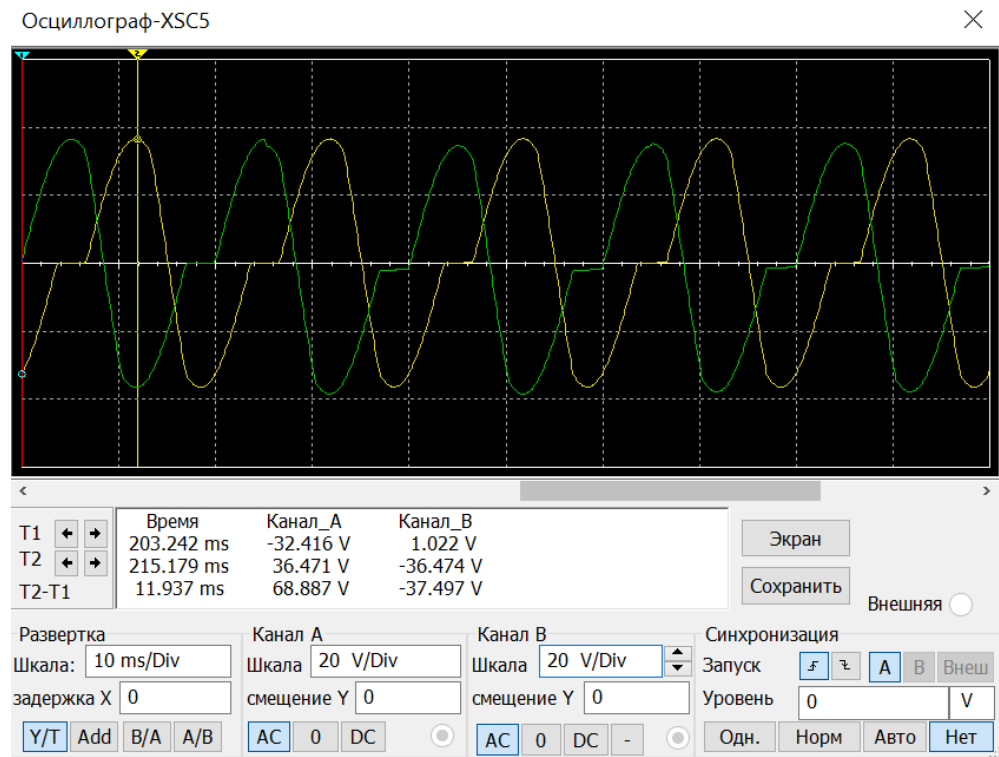 Осциллограф-XSC5
1
2
Время Канал_A Канал_B
T1 203.242 ms -32.416 V 1.022 V
T2 215.179 ms 36.471 V -36.474 V
T2-T1 11.937 ms 68.887 V -37.497 V
Экран
Сохранить
Внешняя
Развертка
Шкала: 10 ms/Div
задержка X 0
Y/T Add B/A A/B
Канал A
Шкала 20 V/Div
смещение Y 0
AC 0 DC
Канал B
Шкала 20 V/Div
смещение Y 0
AC 0 DC -
Синхронизация
Запуск A B Внеш
Уровень 0 V
Одн. Норм Авто Нет